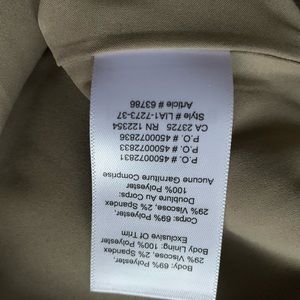 Body: 69% Polyester,
29% Viscose, 2% Spandex
Body Lining: 100% Polyester
Exclusive Of Trim
Corps: 69% Polyester,
29% Viscose, 2% Spandex
Doublure Au Corps:
100% Polyester
Aucune Garniture Comprise
P.O. # 4500072831
P.O. # 4500072833
P.O. # 4500072836
CA 23725 RN 122354
Style # LIA1-7273-37
Article # 63786